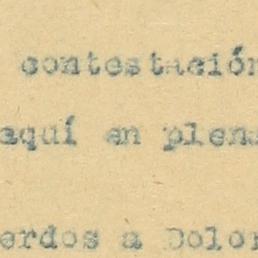 contestación
aquí en plena
erdos a Dolor